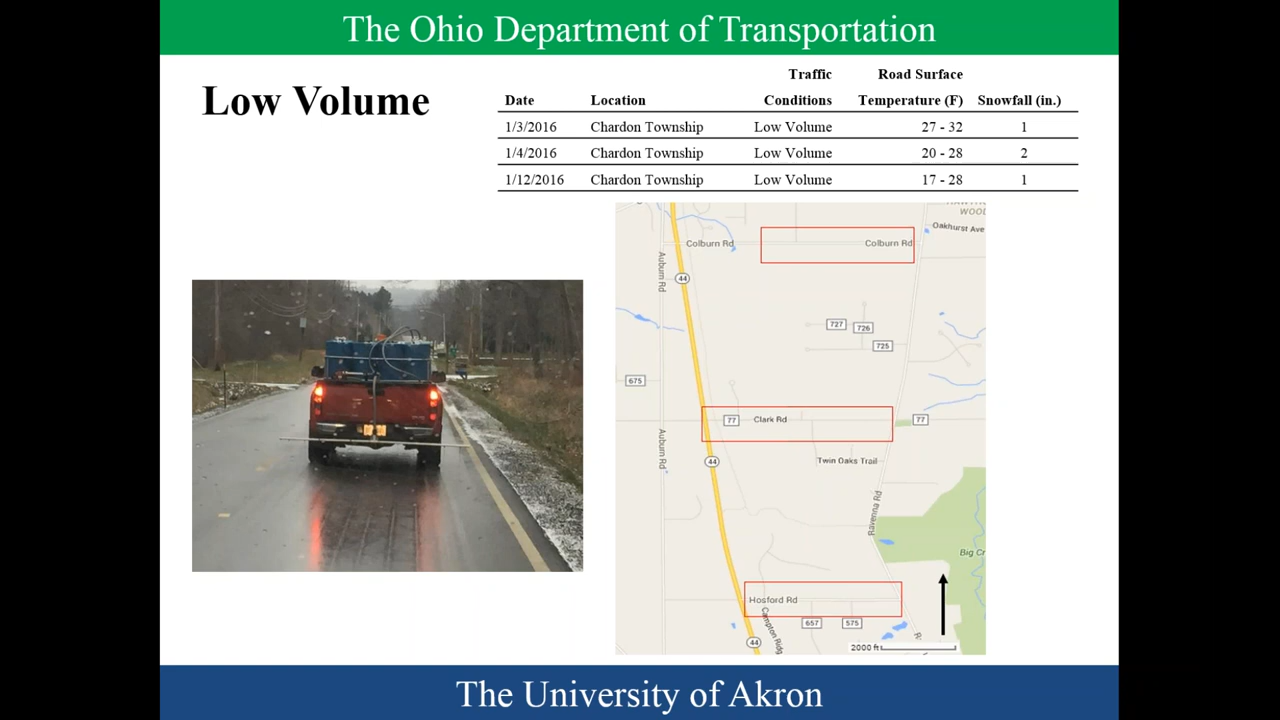 The Ohio Department of Transportation
Low Volume
Traffic Road Surface
Date Location Conditions Temperature (F) Snowfall (in.)
1/3/2016 Chardon Township Low Volume 27 - 32 1
1/4/2016 Chardon Township Low Volume 20 - 28 2
1/12/2016 Chardon Township Low Volume 17 - 28 1
Oakhurst Ave
Colburn Rd Colburn Rd
Auburn Rd
44
727
726
725
675
77 Clark Rd 77
Auburn Rd
44
Twin Oaks Trail
Ravenna Rd
Big
Hosford Rd
657 575
44
2000 ft
The University of Akron